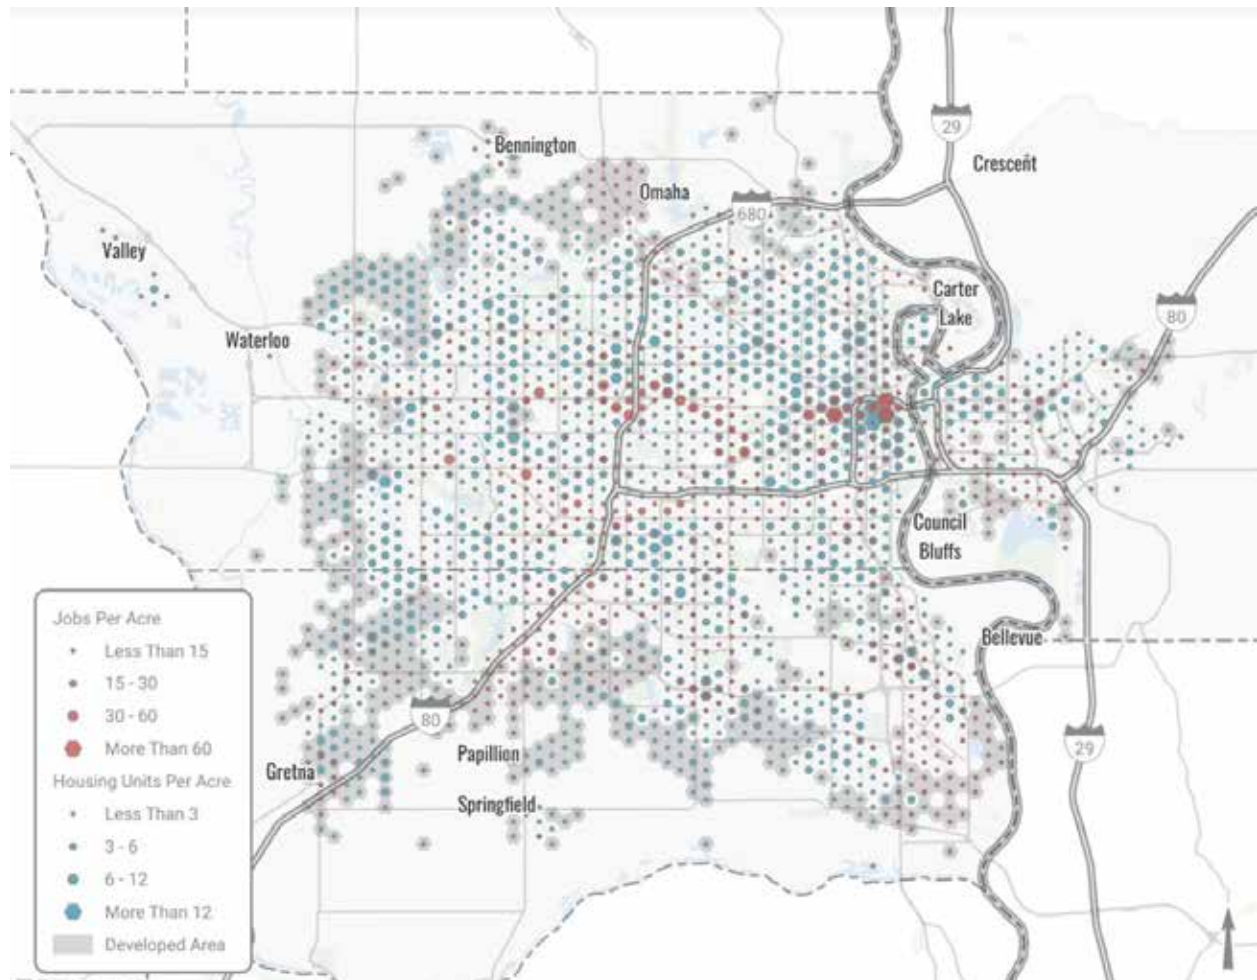 29
Bennington
Crescent
Omaha
680
Valley
Carter
Lake
80
Waterloo
Council
Bluffs
Bellevue
Jobs Per Acre
Less Than 15
15 - 30
30 - 60
More Than 60
Housing Units Per Acre
Less Than 3
3 - 6
6 - 12
More Than 12
Developed Area
80
29
Papillion
Gretna
Springfield